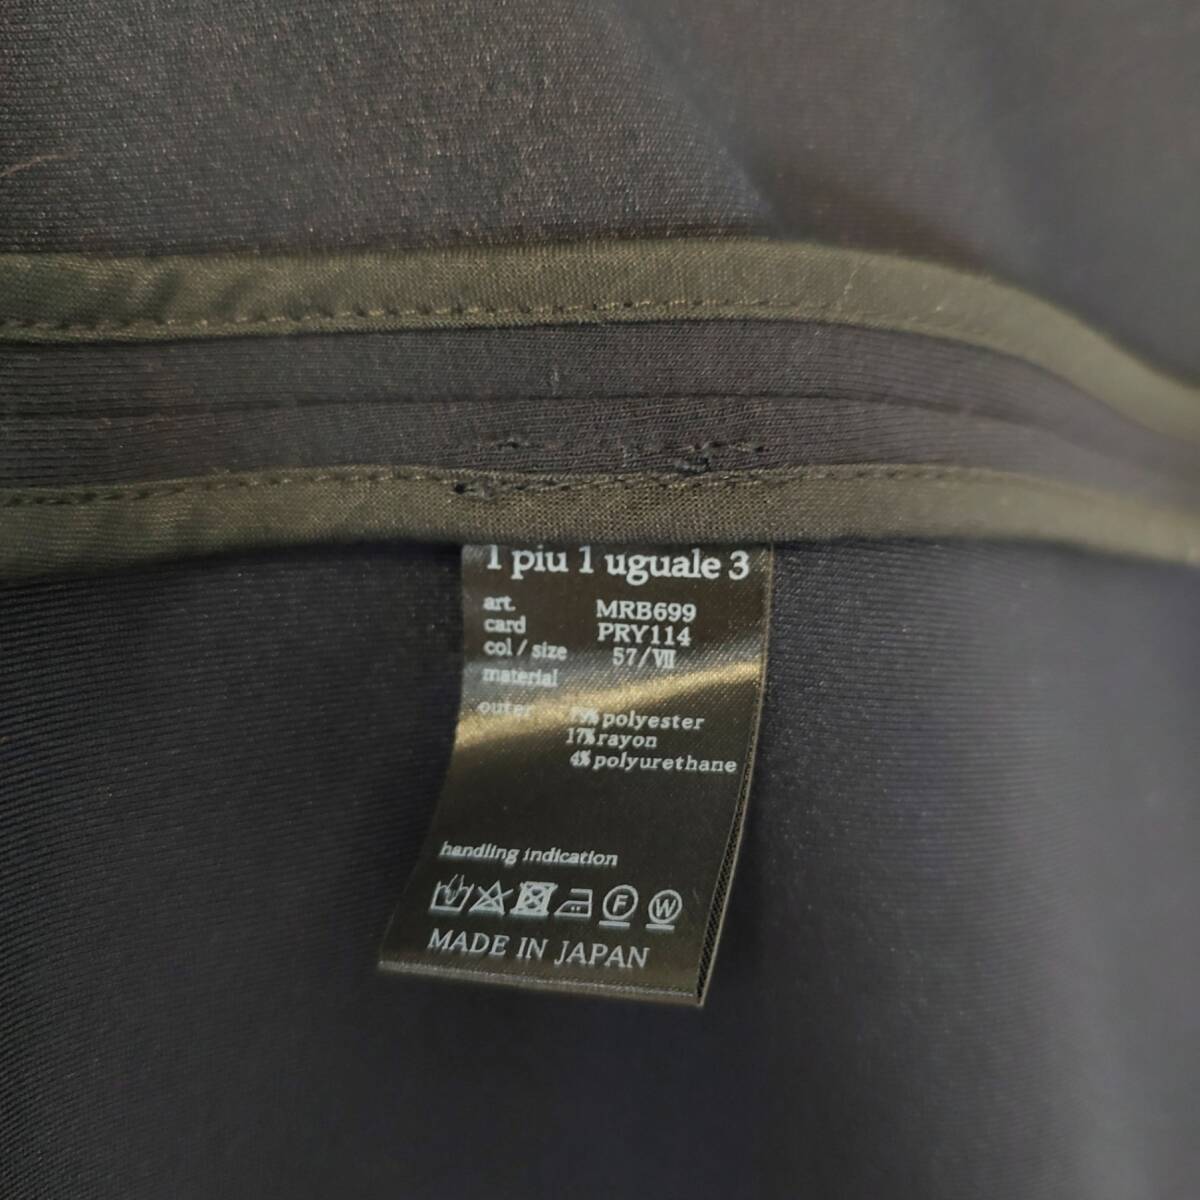 1 piu 1 uguale 3
art. MRB699
card PRY114
col / size 57/Ⅶ
material
outer 79% polyester
17% rayon
4% polyurethane
handling indication
F W
MADE IN JAPAN